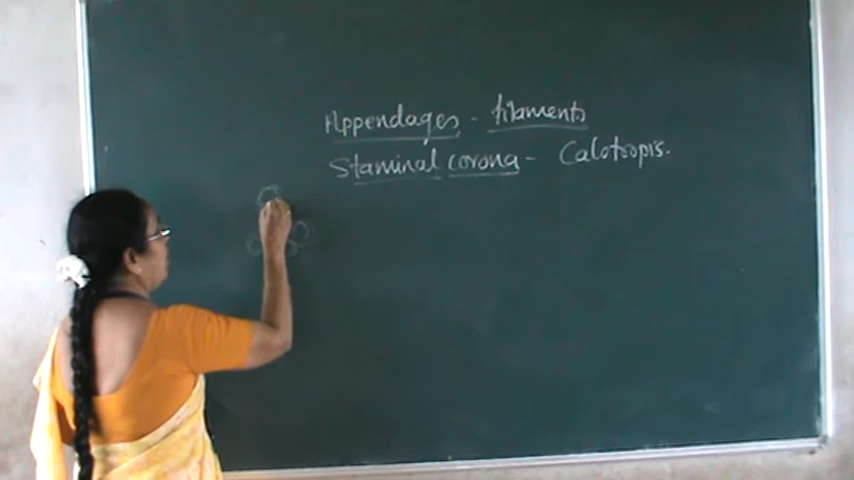 Appendages - filaments
Staminal corona - Calotropis.